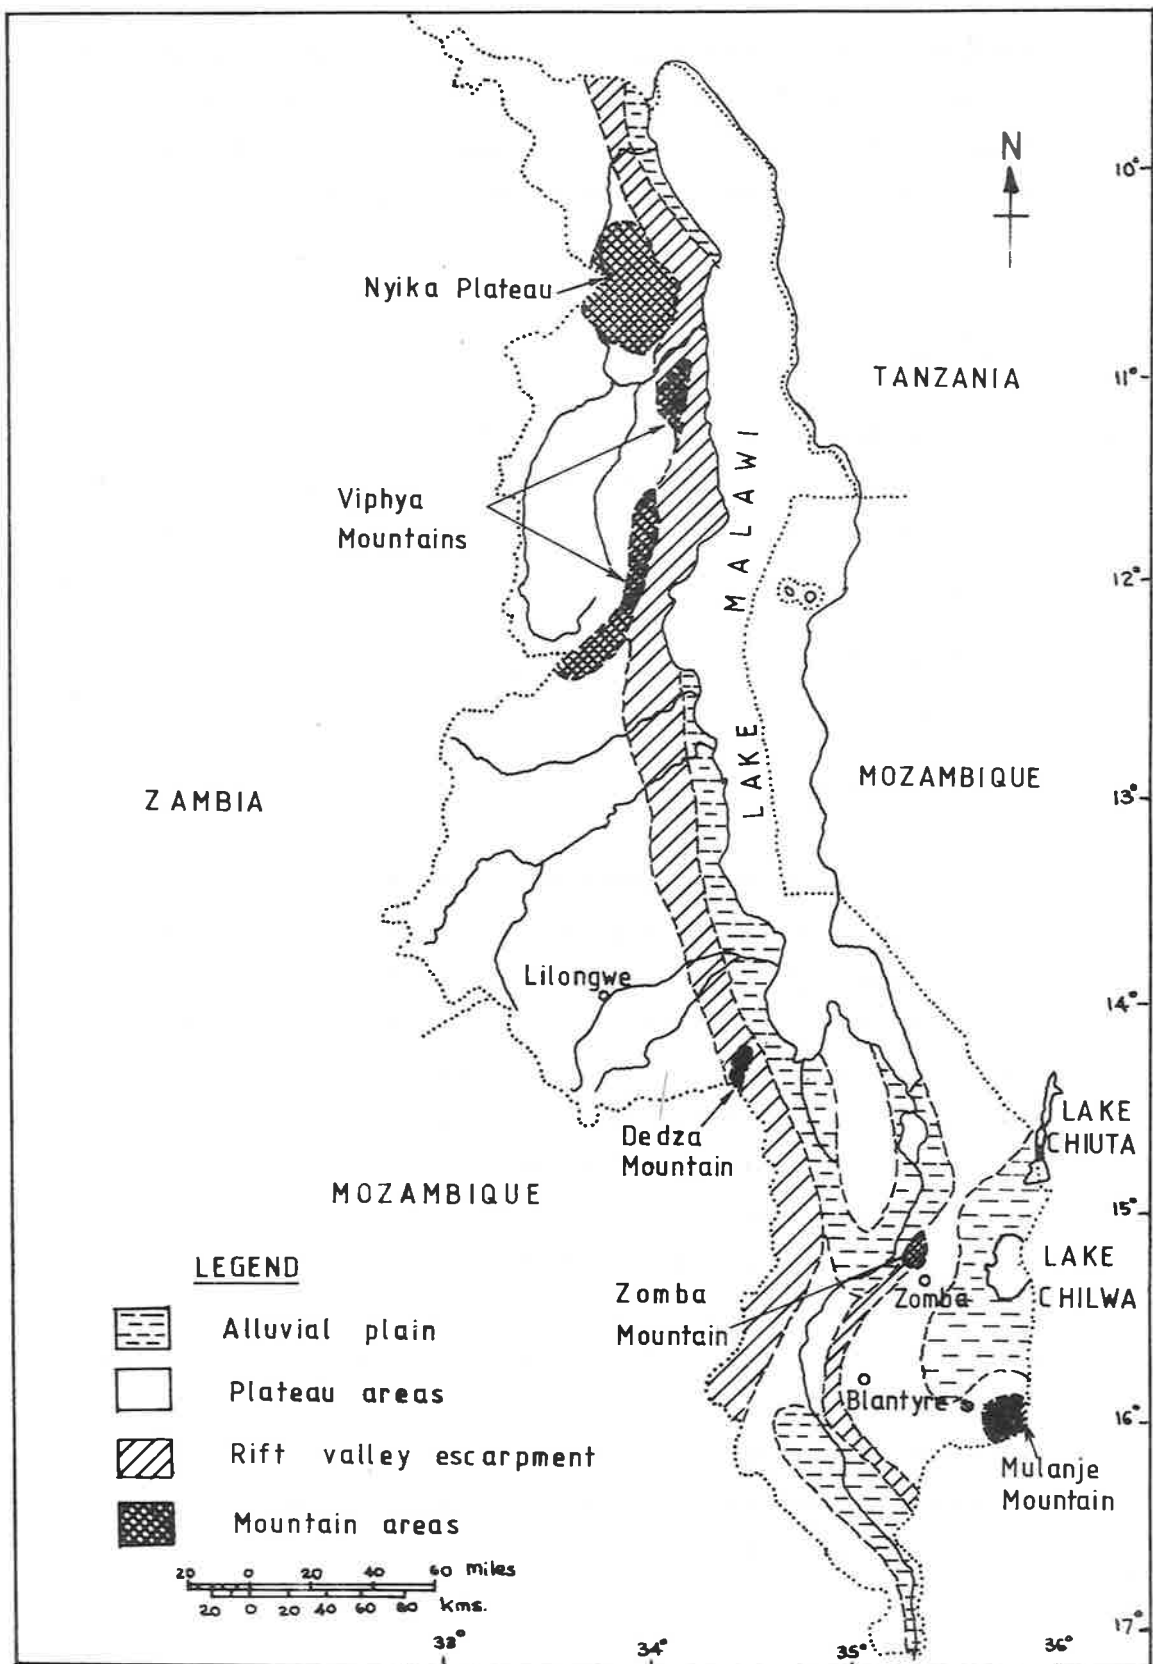 N
10°
Nyika Plateau
TANZANIA
11°
Viphya
Mountains
LAKE MALAWI
12°
ZAMBIA
MOZAMBIQUE
13°
Lilongwe
14°
Dedza
Mountain
LAKE
CHIUTA
MOZAMBIQUE
15°
LEGEND
Alluvial plain
Plateau areas
Rift valley escarpment
Mountain areas
Zomba
Mountain
Zomba
LAKE
CHILWA
Blantyre
16°
Mulanje
Mountain
20 0 20 40 60 miles
20 0 20 40 60 80 kms.
17°
33° 34° 35° 36°